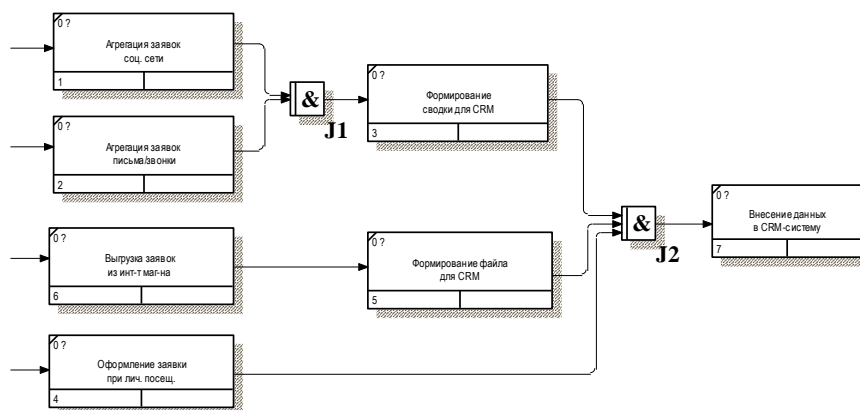 0 ?
Агрегация заявок
соц. сети
1
0 ?
Агрегация заявок
письма/звонки
2
&
J1
0 ?
Формирование
сводки для CRM
3
0 ?
Выгрузка заявок
из инт-т маг-на
6
0 ?
Формирование файла
для CRM
5
0 ?
Оформление заявки
при лич. посещ.
4
&
J2
0 ?
Внесение данных
в CRM-систему
7